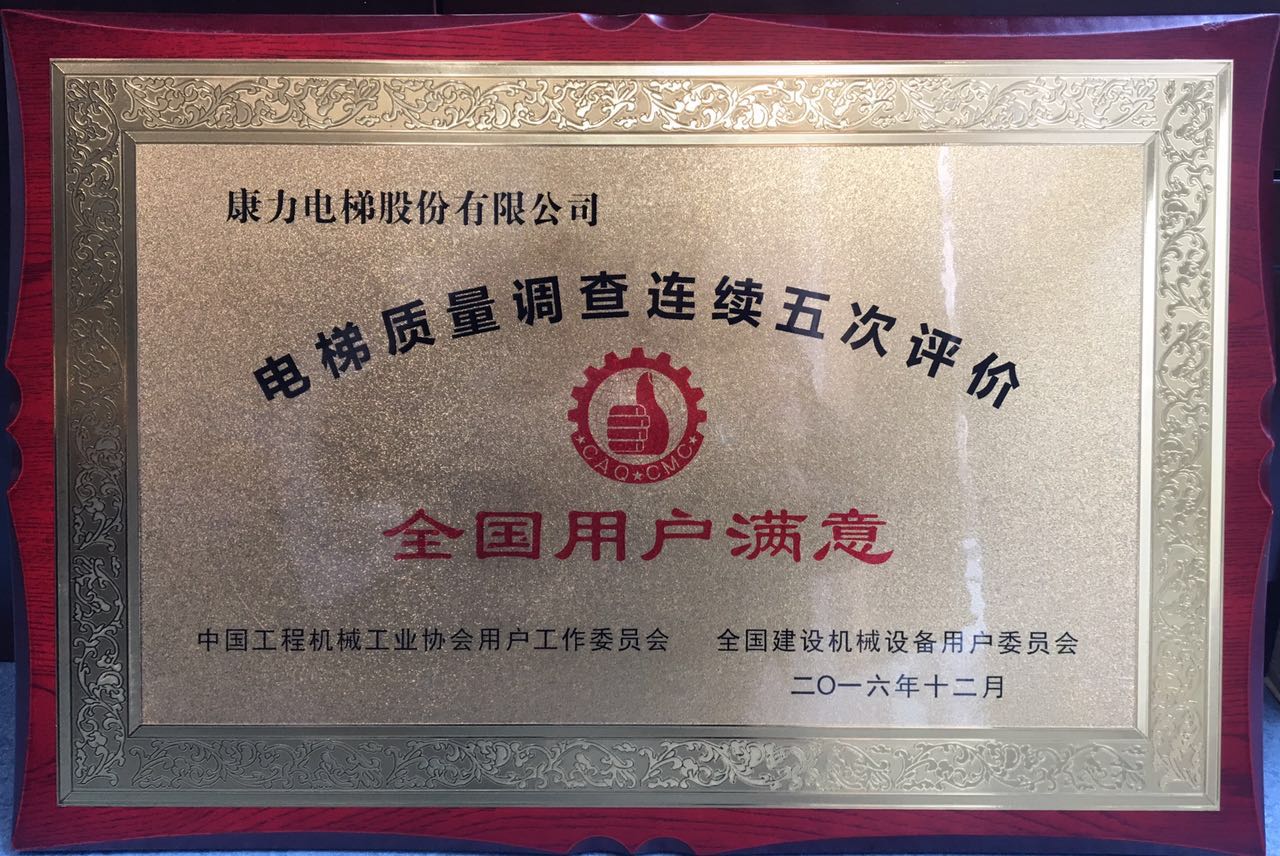 康力电梯股份有限公司
电梯质量调查连续五次评价
CAQ★CMC
全国用户满意
中国工程机械工业协会用户工作委员会 全国建设机械设备用户委员会
二〇一六年十二月